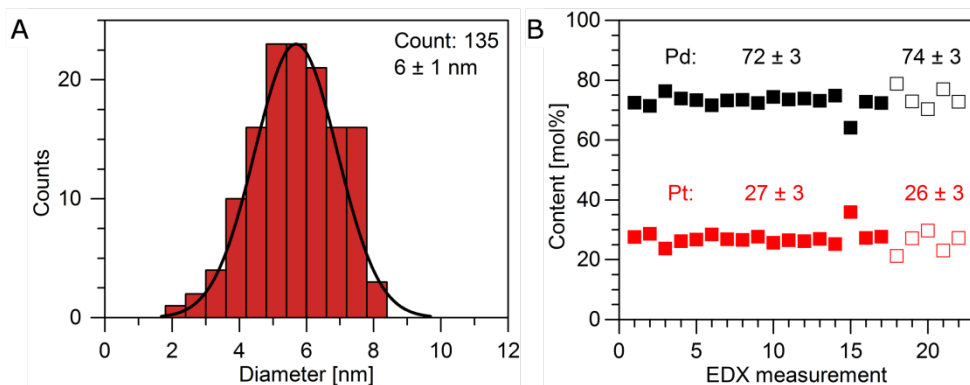 A
Count: 135
6 ± 1 nm
20
10
0
Counts
0 2 4 6 8 10 12
Diameter [nm]
B
Pd: 72 ± 3 74 ± 3
Pt: 27 ± 3 26 ± 3
100
80
60
40
20
0
Content [mol%]
0 5 10 15 20
EDX measurement